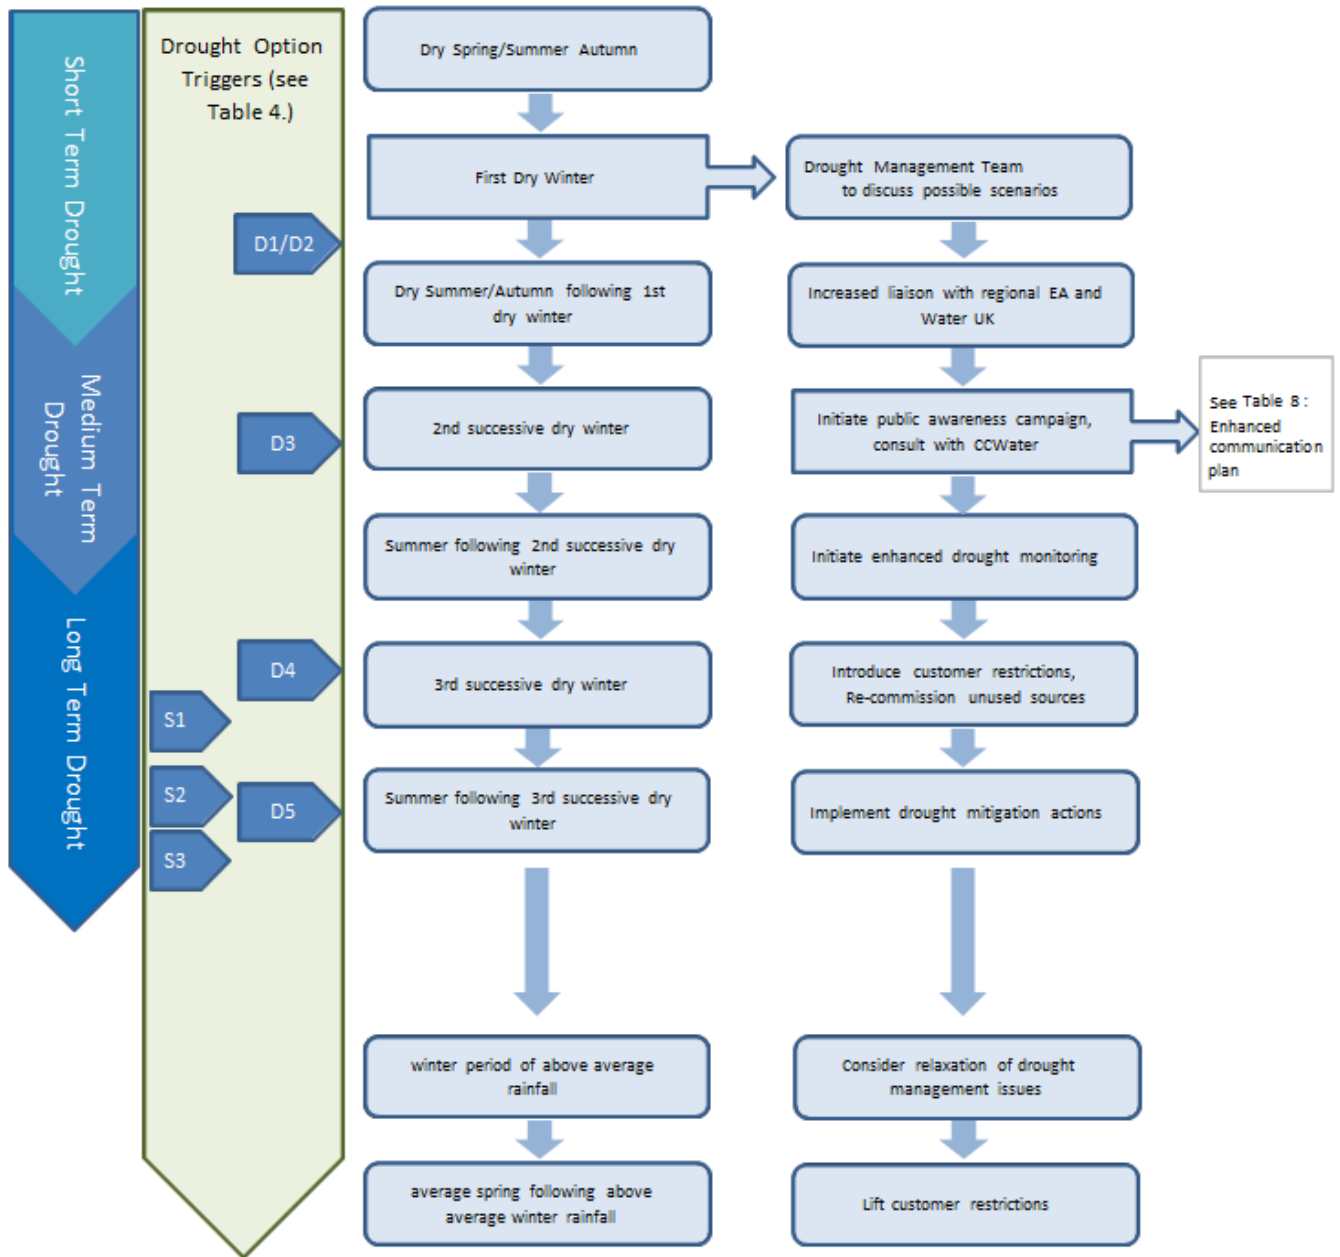 Short Term Drought
Medium Term
Drought
Long Term Drought
Drought Option
Triggers (see
Table 4.)
D1/D2
D3
D4
S1
S2
D5
S3
Dry Spring/Summer Autumn
First Dry Winter
Dry Summer/Autumn following 1st
dry winter
2nd successive dry winter
Summer following 2nd successive dry
winter
3rd successive dry winter
Summer following 3rd successive dry
winter
winter period of above average
rainfall
average spring following above
average winter rainfall
Drought Management Team
to discuss possible scenarios
Increased liaison with regional EA and
Water UK
Initiate public awareness campaign,
consult with CCWater
See Table 8 :
Enhanced
communication
plan
Initiate enhanced drought monitoring
Introduce customer restrictions,
Re-commission unused sources
Implement drought mitigation actions
Consider relaxation of drought
management issues
Lift customer restrictions